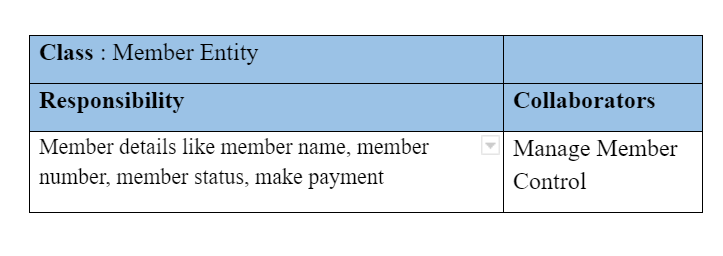 Class : Member Entity
Responsibility
Collaborators
Member details like member name, member
number, member status, make payment
Manage Member
Control